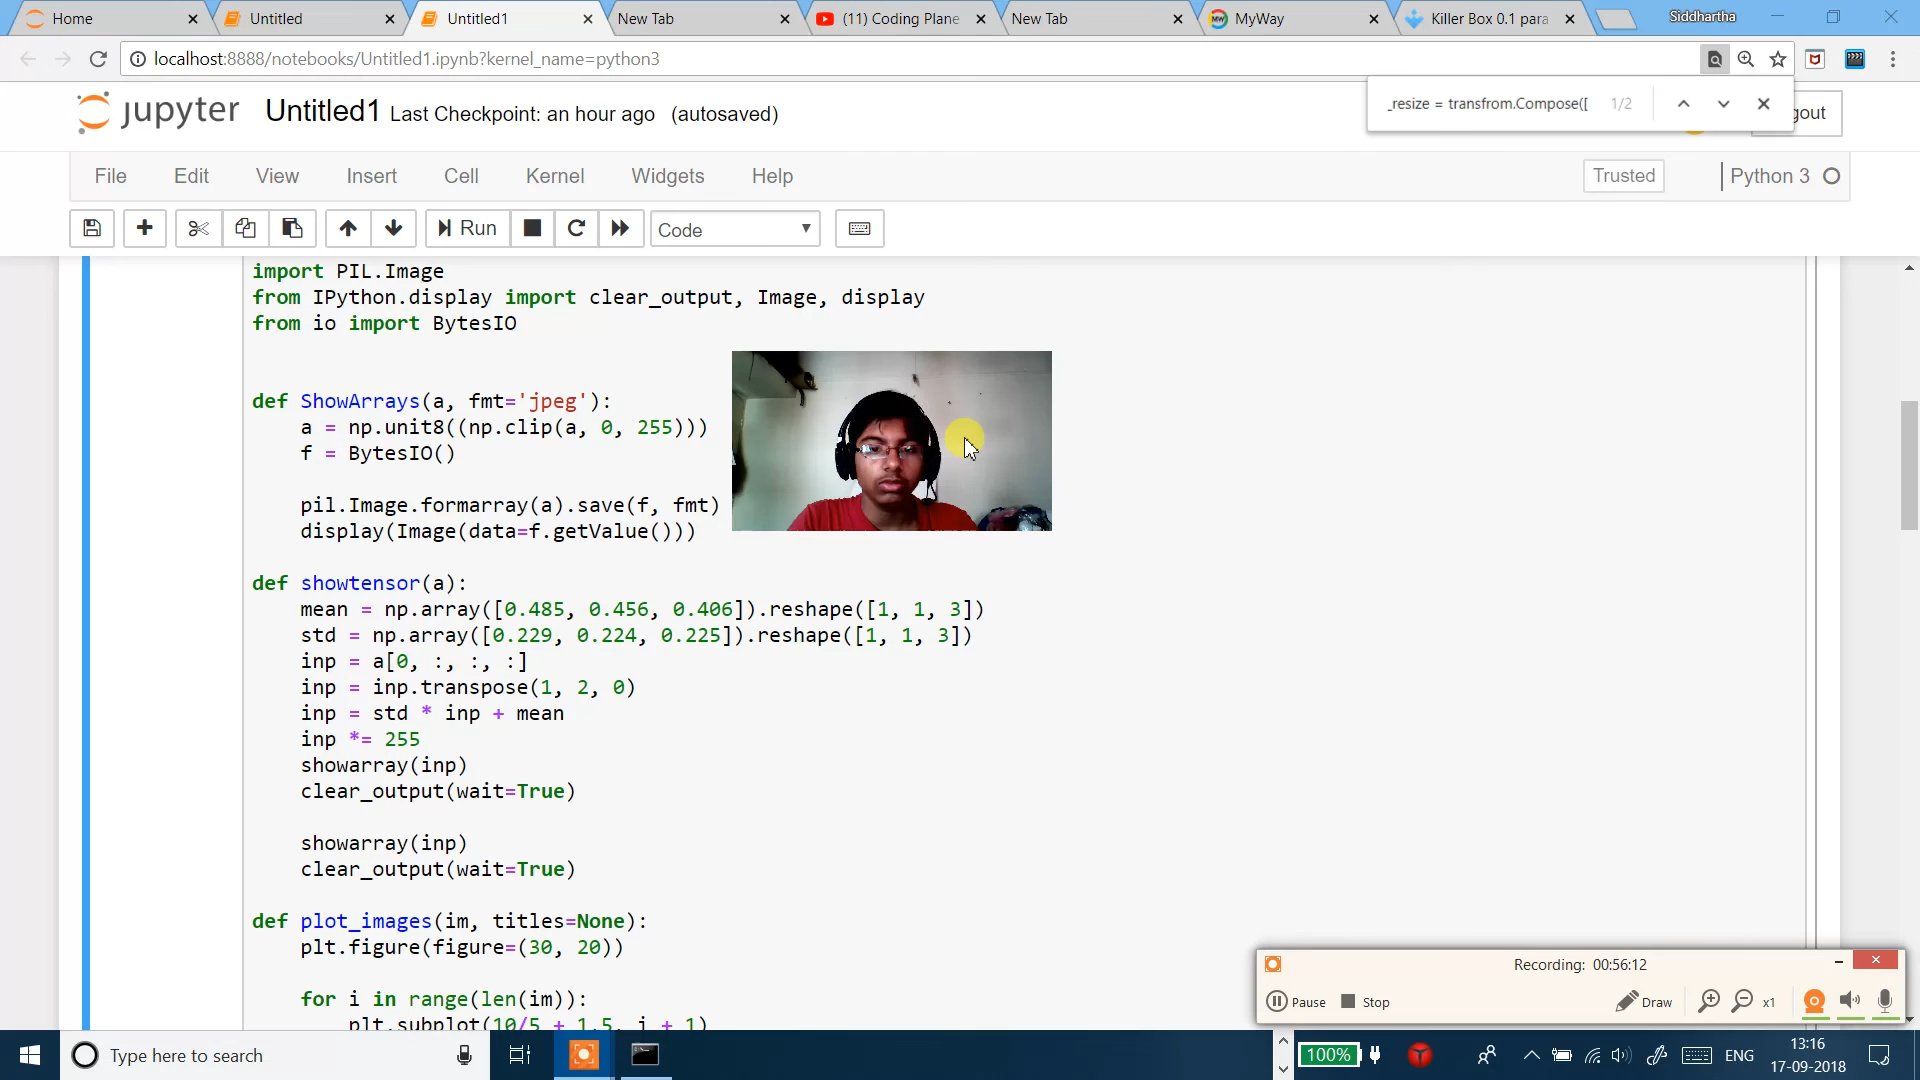 Home
Untitled
Untitled1
New Tab
(11) Coding Plane
New Tab
MyWay
Killer Box 0.1 para
Siddhartha
localhost:8888/notebooks/Untitled1.ipynb?kernel_name=python3
_resize = transfrom.Compose([ 1/2
jupyter Untitled1 Last Checkpoint: an hour ago (autosaved)
gout
File Edit View Insert Cell Kernel Widgets Help
Trusted
Python 3
Run
Code
import PIL.Image
from IPython.display import clear_output, Image, display
from io import BytesIO
def ShowArrays(a, fmt='jpeg'):
a = np.unit8((np.clip(a, 0, 255)))
f = BytesIO()
pil.Image.formarray(a).save(f, fmt)
display(Image(data=f.getValue()))
def showtensor(a):
mean = np.array([0.485, 0.456, 0.406]).reshape([1, 1, 3])
std = np.array([0.229, 0.224, 0.225]).reshape([1, 1, 3])
inp = a[0, :, :, :]
inp = inp.transpose(1, 2, 0)
inp = std * inp + mean
inp *= 255
showarray(inp)
clear_output(wait=True)
showarray(inp)
clear_output(wait=True)
def plot_images(im, titles=None):
plt.figure(figure=(30, 20))
for i in range(len(im)):
plt.subplot(10/5 + 1.5, i + 1)
Recording: 00:56:12
Pause Stop Draw x1
Type here to search
100%
ENG
13:16
17-09-2018